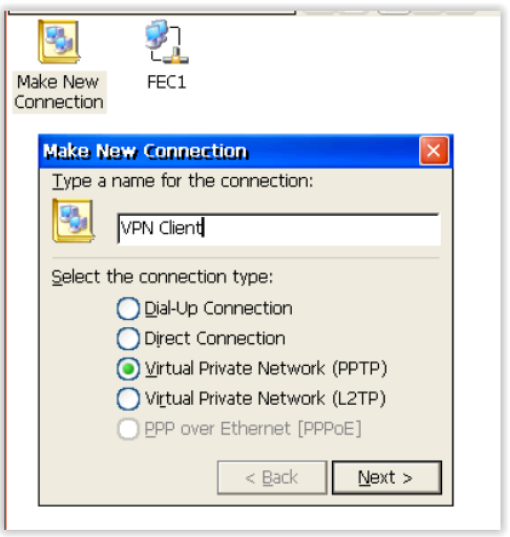 Make New
Connection
FEC1
Make New Connection
Type a name for the connection:
VPN Client
Select the connection type:
Dial-Up Connection
Direct Connection
Virtual Private Network (PPTP)
Virtual Private Network (L2TP)
PPP over Ethernet [PPPoE]
< Back
Next >